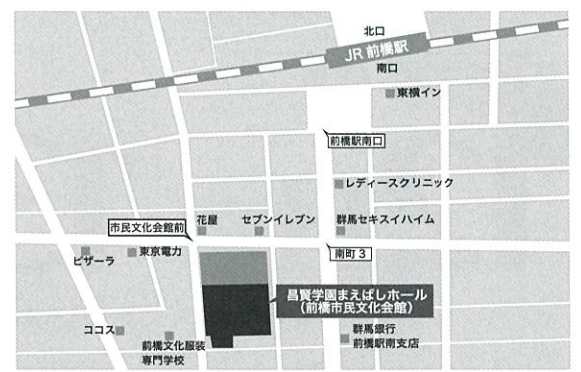 北口
JR 前橋駅
南口
東横イン
前橋駅南口
レディースクリニック
市民文化会館前
花屋
セブンイレブン
群馬セキスイハイム
ピザーラ
東京電力
南町3
昌賢学園まえばしホール
(前橋市民文化会館)
ココス
前橋文化服装
専門学校
群馬銀行
前橋駅南支店